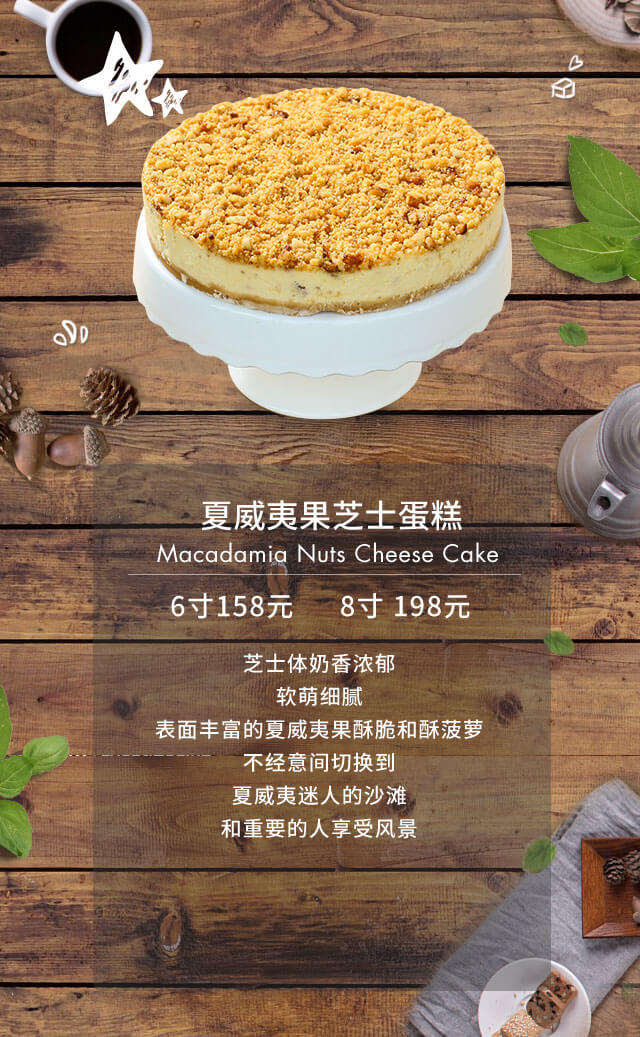 夏威夷果芝士蛋糕
Macadamia Nuts Cheese Cake
6寸158元 8寸 198元
芝士体奶香浓郁
软萌细腻
表面丰富的夏威夷果酥脆和酥菠萝
不经意间切换到
夏威夷迷人的沙滩
和重要的人享受风景